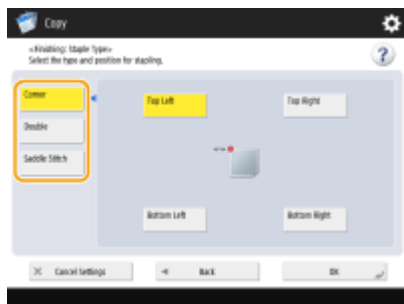 Copy
<Finishing: Staple Type>
Select the type and position for stapling.
?
Corner
Top Left
Top Right
Double
Saddle Stitch
Bottom Left
Bottom Right
Cancel Settings
Back
OK